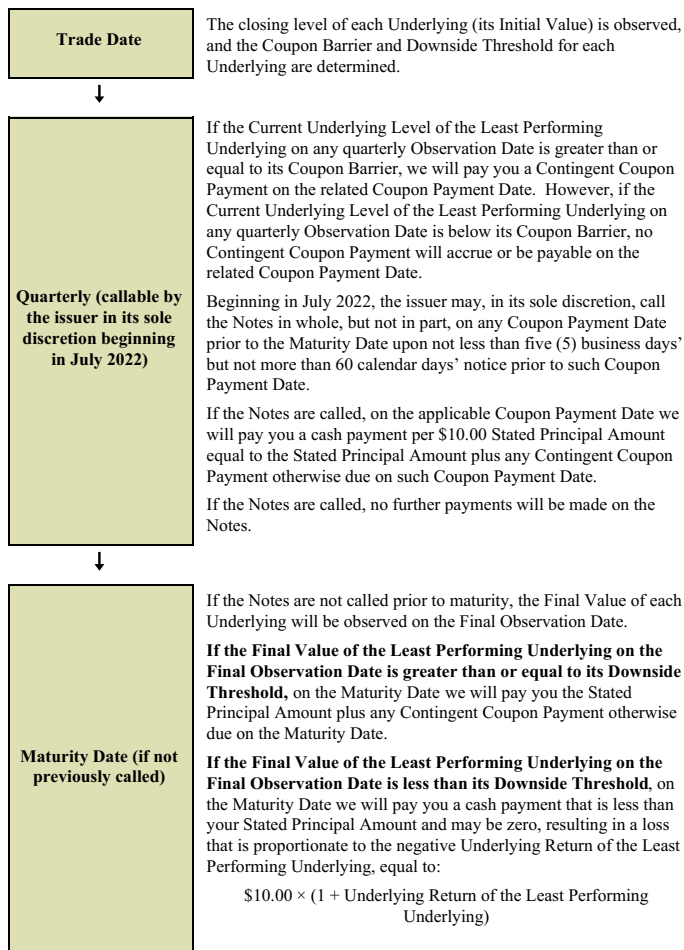 Trade Date
The closing level of each Underlying (its Initial Value) is observed,
and the Coupon Barrier and Downside Threshold for each
Underlying are determined.
Quarterly (callable by
the issuer in its sole
discretion beginning
in July 2022)
If the Current Underlying Level of the Least Performing
Underlying on any quarterly Observation Date is greater than or
equal to its Coupon Barrier, we will pay you a Contingent Coupon
Payment on the related Coupon Payment Date. However, if the
Current Underlying Level of the Least Performing Underlying on
any quarterly Observation Date is below its Coupon Barrier, no
Contingent Coupon Payment will accrue or be payable on the
related Coupon Payment Date.
Beginning in July 2022, the issuer may, in its sole discretion, call
the Notes in whole, but not in part, on any Coupon Payment Date
prior to the Maturity Date upon not less than five (5) business days’
but not more than 60 calendar days’ notice prior to such Coupon
Payment Date.
If the Notes are called, on the applicable Coupon Payment Date we
will pay you a cash payment per $10.00 Stated Principal Amount
equal to the Stated Principal Amount plus any Contingent Coupon
Payment otherwise due on such Coupon Payment Date.
If the Notes are called, no further payments will be made on the
Notes.
Maturity Date (if not
previously called)
If the Notes are not called prior to maturity, the Final Value of each
Underlying will be observed on the Final Observation Date.
If the Final Value of the Least Performing Underlying on the
Final Observation Date is greater than or equal to its Downside
Threshold, on the Maturity Date we will pay you the Stated
Principal Amount plus any Contingent Coupon Payment otherwise
due on the Maturity Date.
If the Final Value of the Least Performing Underlying on the
Final Observation Date is less than its Downside Threshold, on
the Maturity Date we will pay you a cash payment that is less than
your Stated Principal Amount and may be zero, resulting in a loss
that is proportionate to the negative Underlying Return of the Least
Performing Underlying, equal to:
$10.00 × (1 + Underlying Return of the Least Performing
Underlying)